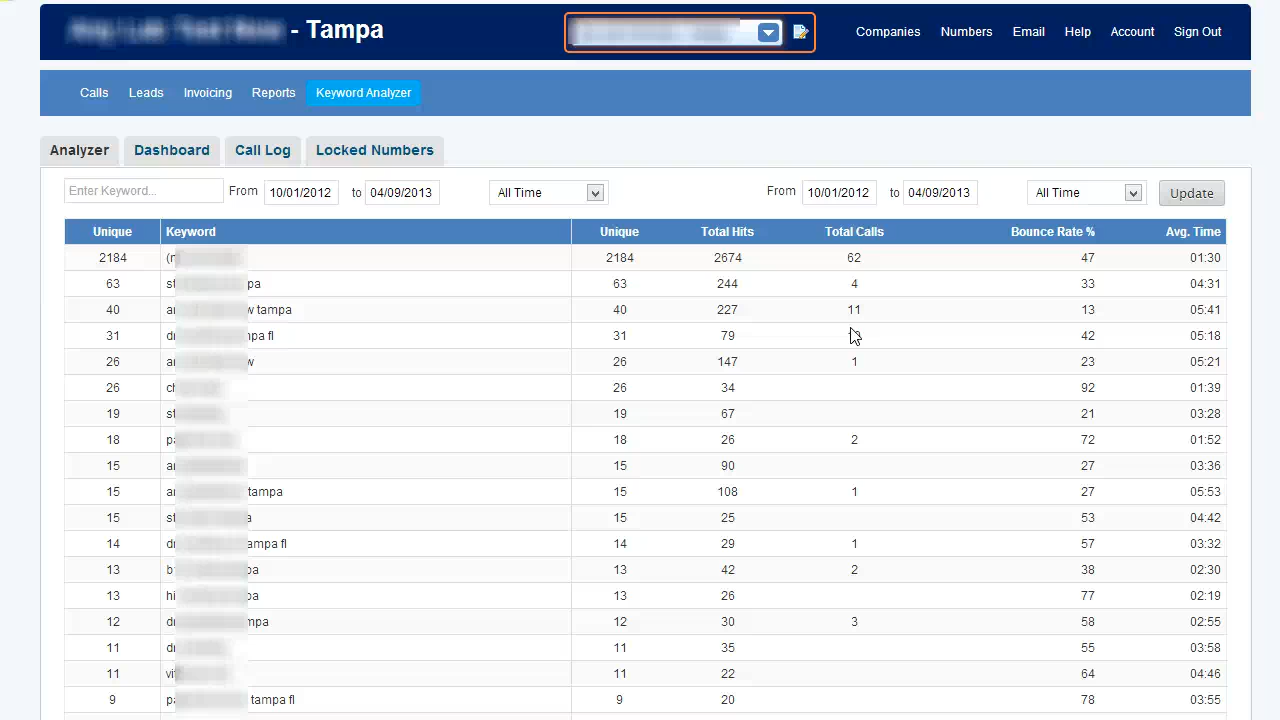 - Tampa
Companies Numbers Email Help Account Sign Out
Calls Leads Invoicing Reports Keyword Analyzer
Analyzer Dashboard Call Log Locked Numbers
Enter Keyword... From 10/01/2012 to 04/09/2013 All Time From 10/01/2012 to 04/09/2013 All Time Update
Unique Keyword Unique Total Hits Total Calls Bounce Rate % Avg. Time
2184 2184 2674 62 47 01:30
63 63 244 4 33 04:31
40 tampa 40 227 11 13 05:41
31 fl 31 79 42 05:18
26 26 147 1 23 05:21
26 26 34 92 01:39
19 19 67 21 03:28
18 18 26 2 72 01:52
15 15 90 27 03:36
15 tampa 15 108 1 27 05:53
15 15 25 53 04:42
14 fl 14 29 1 57 03:32
13 13 42 2 38 02:30
13 13 26 77 02:19
12 12 30 3 58 02:55
11 11 35 55 03:58
11 11 22 64 04:46
9 tampa fl 9 20 78 03:55